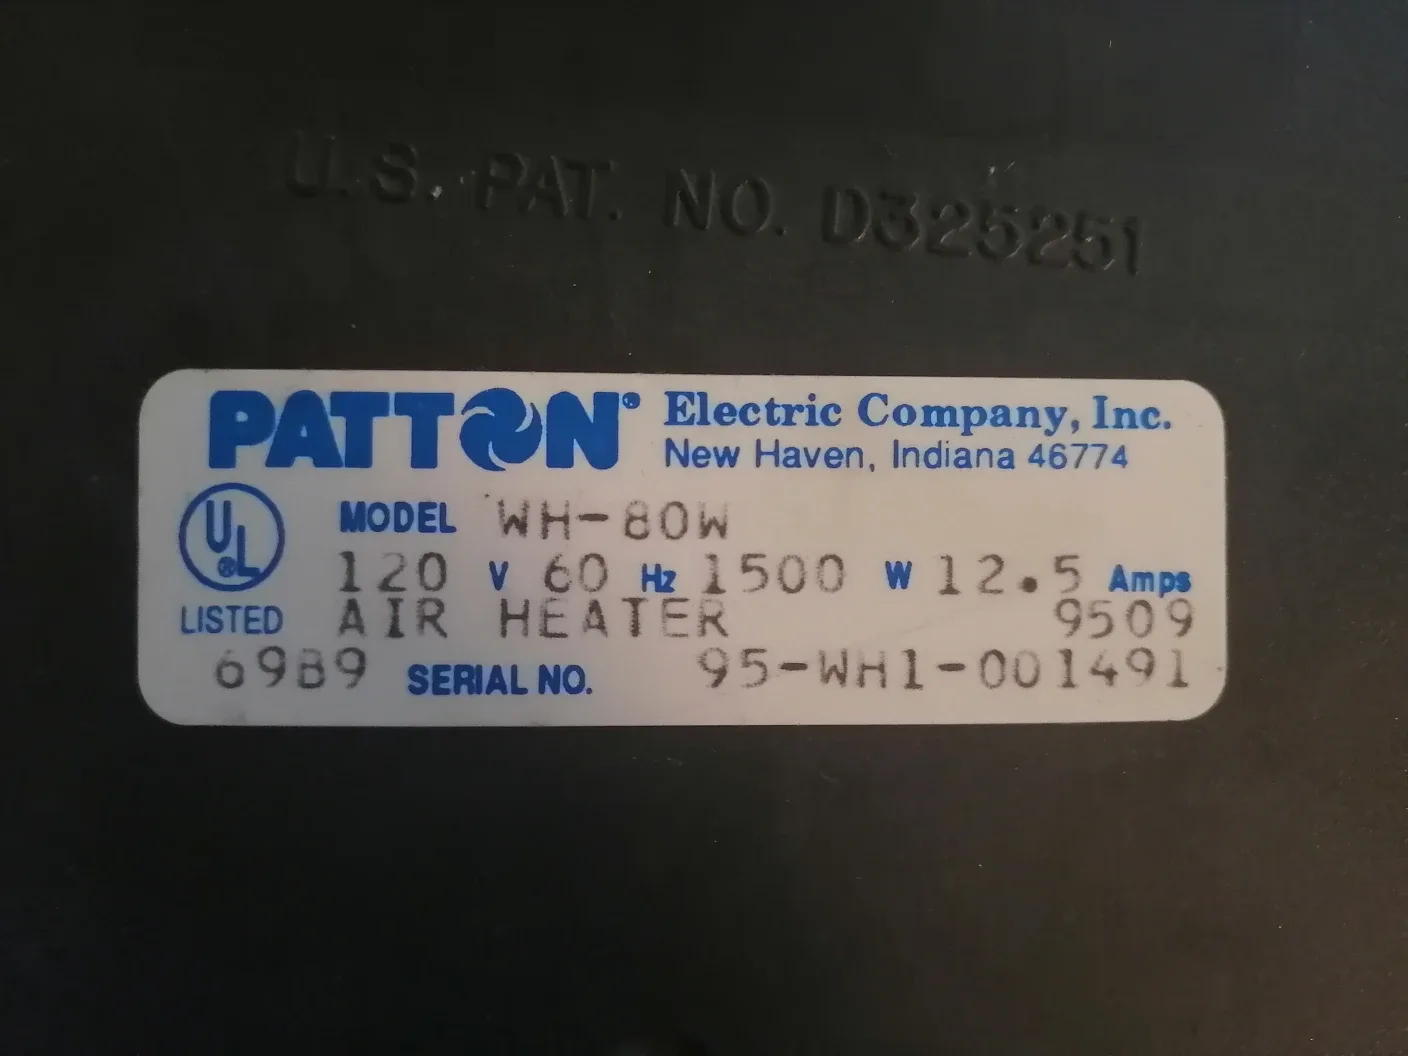 U.S. PAT. NO. D325251
PATTON® Electric Company, Inc.
New Haven, Indiana 46774
UL® MODEL WH-80W
120 V 60 Hz 1500 W 12.5 Amps
LISTED AIR HEATER 9509
69B9 SERIAL NO. 95-WH1-001491